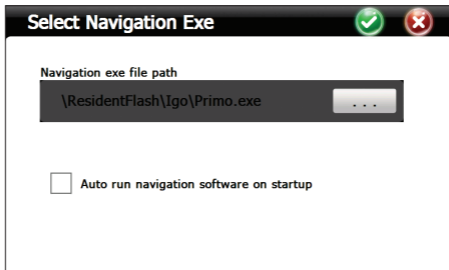 Select Navigation Exe
Navigation exe file path
\ResidentFlash\Igo\Primo.exe
...
Auto run navigation software on startup